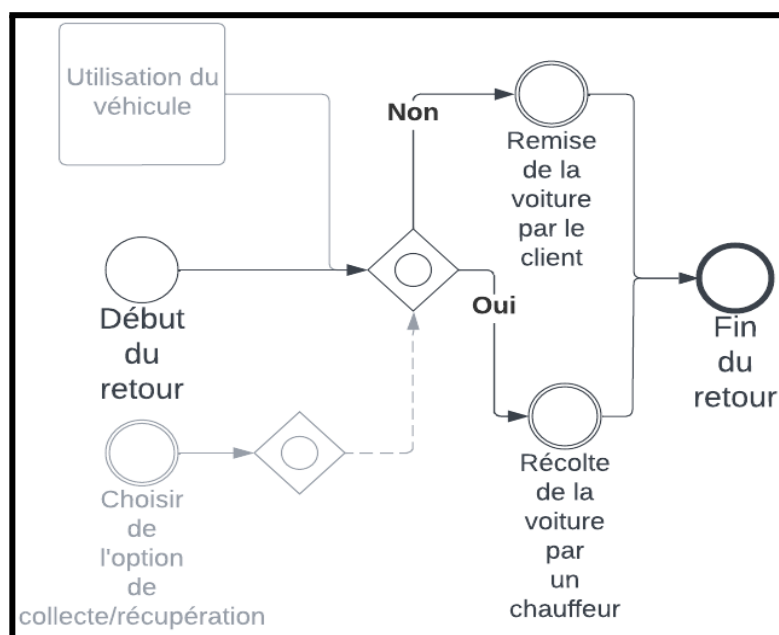 Utilisation du
véhicule
Non
Remise
de la
voiture
par le
client
Début
du
retour
Oui
Fin
du
retour
Choisir
de
l'option
de
collecte/récupération
Récolte
de la
voiture
par
un
chauffeur